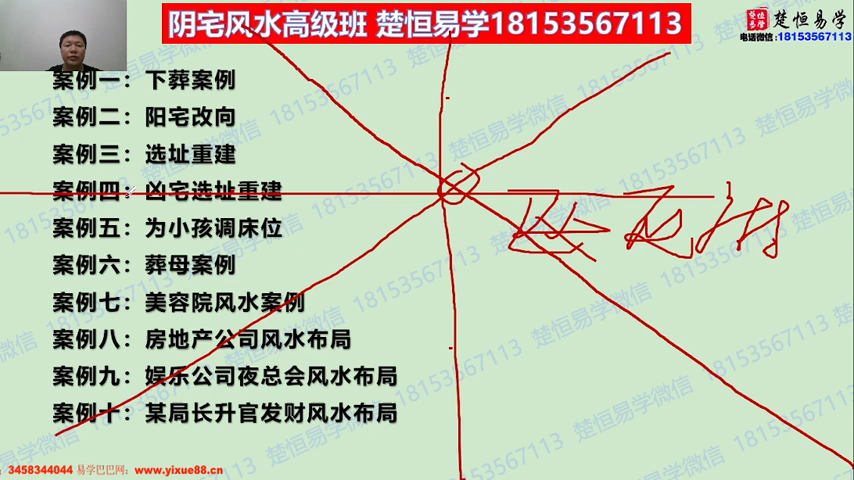 阴宅风水高级班 楚恒易学18153567113
楚恒易学
电话微信:18153567113
案例一：下葬案例
案例二：阳宅改向
案例三：选址重建
案例四：凶宅选址重建
案例五：为小孩调床位
案例六：葬母案例
案例七：美容院风水案例
案例八：房地产公司风水布局
案例九：娱乐公司夜总会风水布局
案例十：某局长升官发财风水布局
楚恒易学微信：18153567113
: 3458344044 易学巴巴网: www.yixue88.cn